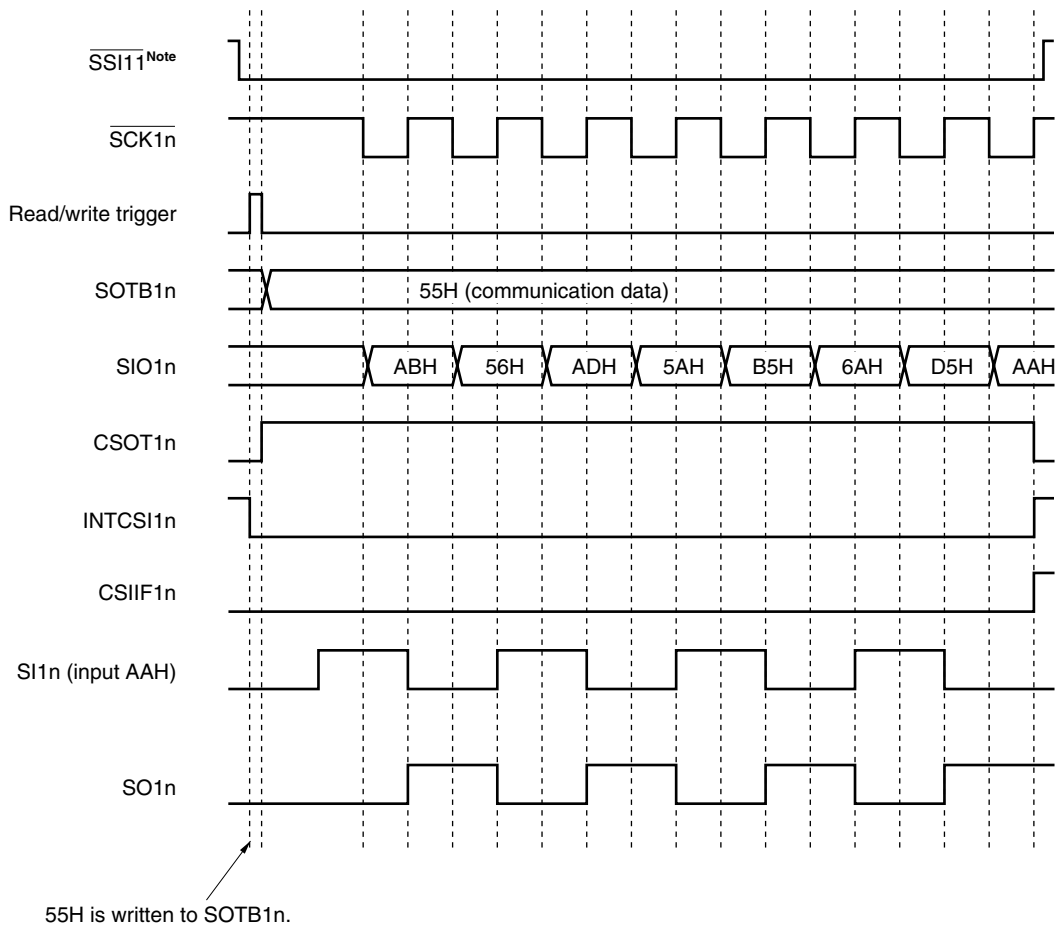 SSI11Note
SCK1n
Read/write trigger
SOTB1n
55H (communication data)
SIO1n
ABH 56H ADH 5AH B5H 6AH D5H AAH
CSOT1n
INTCSI1n
CSIIF1n
SI1n (input AAH)
SO1n
55H is written to SOTB1n.